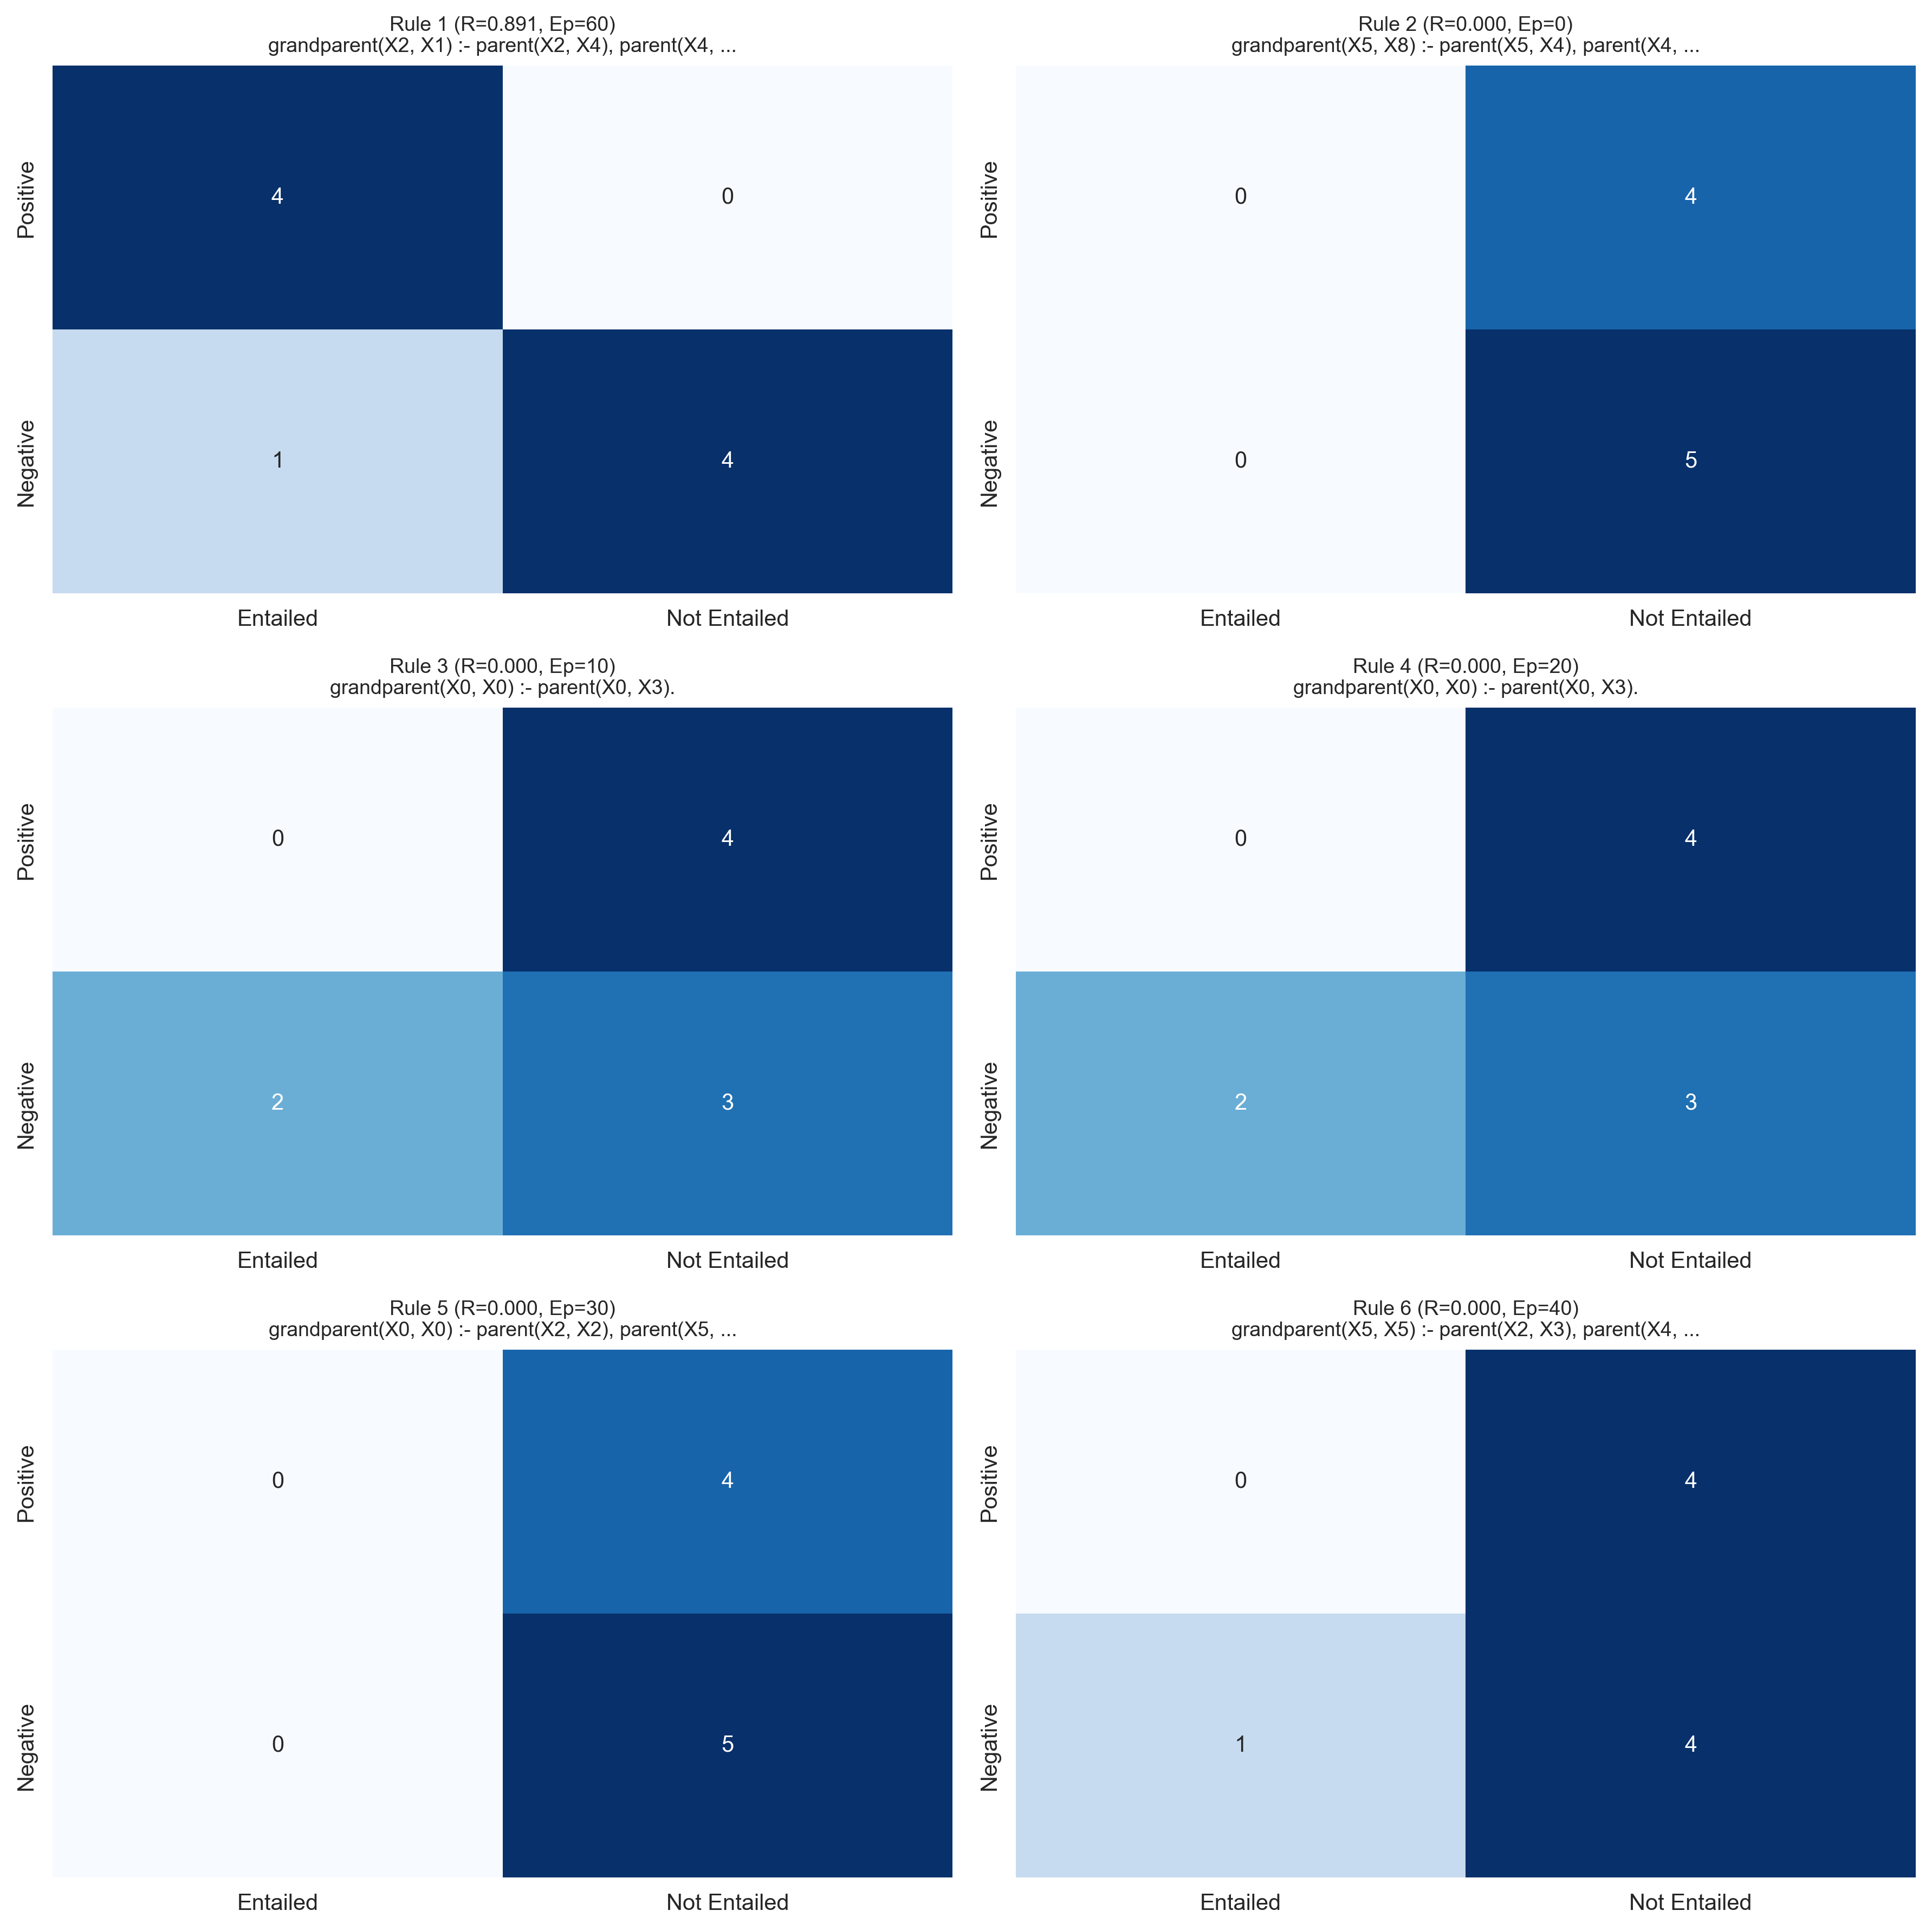 Rule 1 (R=0.891, Ep=60)
grandparent(X2, X1) :- parent(X2, X4), parent(X4, ...
Positive
4
0
Negative
1
4
Entailed
Not Entailed
Rule 2 (R=0.000, Ep=0)
grandparent(X5, X8) :- parent(X5, X4), parent(X4, ...
Positive
0
4
Negative
0
5
Entailed
Not Entailed
Rule 3 (R=0.000, Ep=10)
grandparent(X0, X0) :- parent(X0, X3).
Positive
0
4
Negative
2
3
Entailed
Not Entailed
Rule 4 (R=0.000, Ep=20)
grandparent(X0, X0) :- parent(X0, X3).
Positive
0
4
Negative
2
3
Entailed
Not Entailed
Rule 5 (R=0.000, Ep=30)
grandparent(X0, X0) :- parent(X2, X2), parent(X5, ...
Positive
0
4
Negative
0
5
Entailed
Not Entailed
Rule 6 (R=0.000, Ep=40)
grandparent(X5, X5) :- parent(X2, X3), parent(X4, ...
Positive
0
4
Negative
1
4
Entailed
Not Entailed